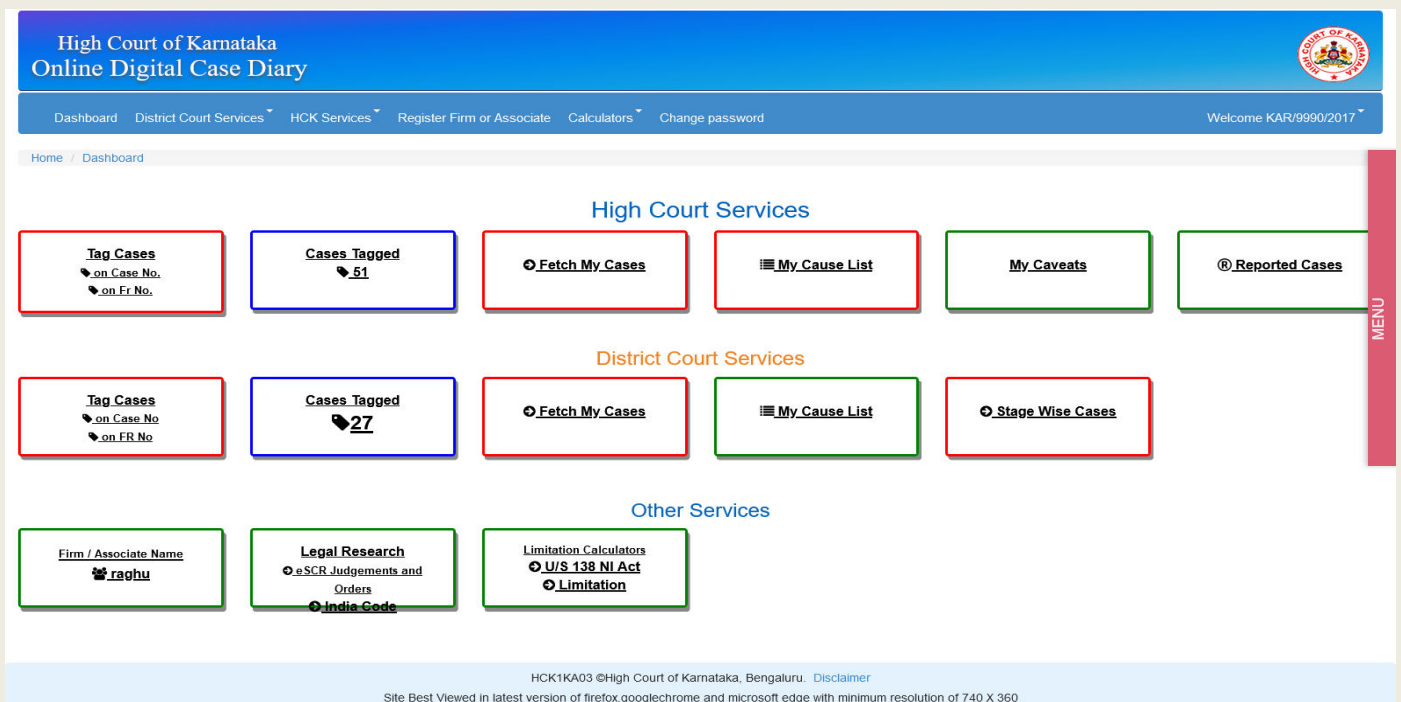 High Court of Karnataka
Online Digital Case Diary
HIGH COURT OF KARNATAKA
Dashboard District Court Services HCK Services Register Firm or Associate Calculators Change password Welcome KAR/9990/2017
Home / Dashboard
MENU
High Court Services
Tag Cases
on Case No.
on Fr No.
Cases Tagged
51
Fetch My Cases
My Cause List
My Caveats
® Reported Cases
District Court Services
Tag Cases
on Case No
on FR No
Cases Tagged
27
Fetch My Cases
My Cause List
Stage Wise Cases
Other Services
Firm / Associate Name
raghu
Legal Research
eSCR Judgements and
Orders
India Code
Limitation Calculators
U/S 138 NI Act
Limitation
HCK1KA03 ©High Court of Karnataka, Bengaluru. Disclaimer
Site Best Viewed in latest version of firefox,googlechrome and microsoft edge with minimum resolution of 740 X 360